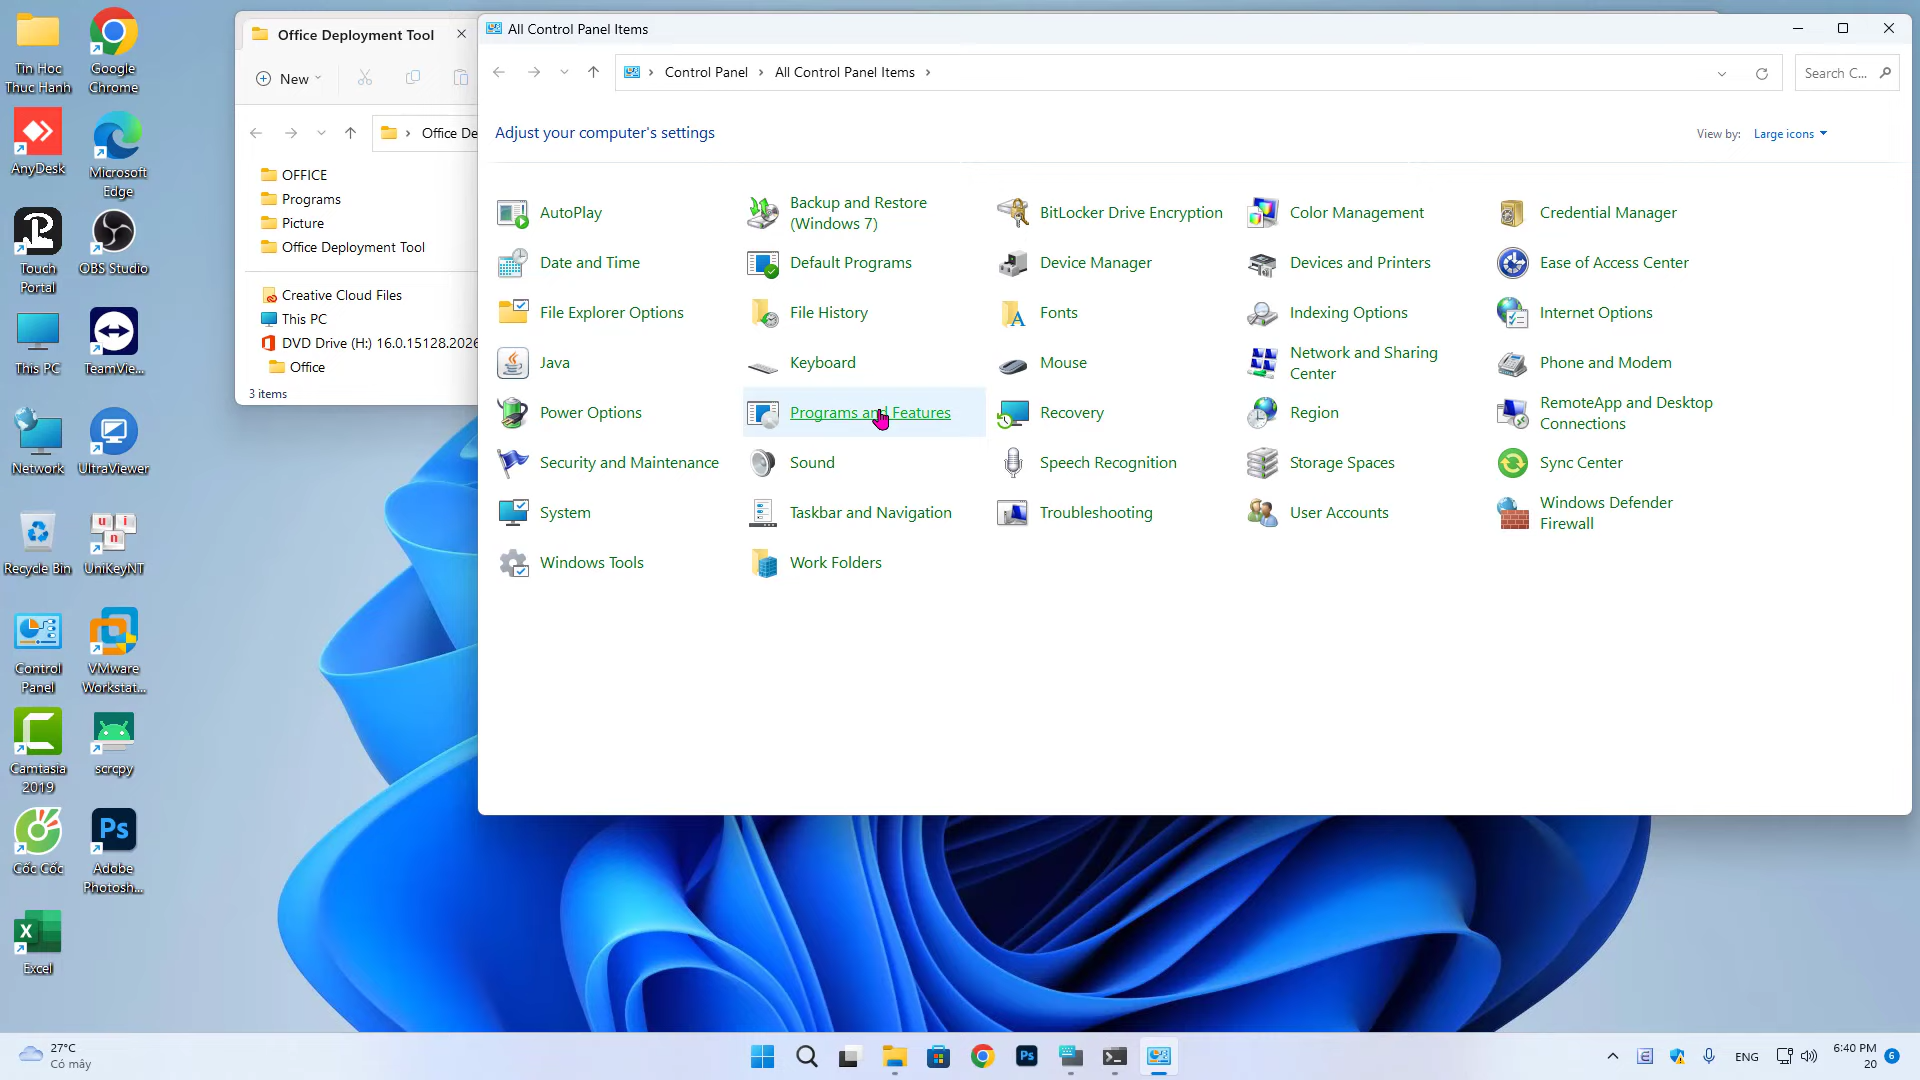 Tin Hoc
Thuc Hanh
Google
Chrome
AnyDesk
Microsoft
Edge
Touch
Portal
OBS Studio
This PC
TeamVie...
Network
UltraViewer
Recycle Bin
UniKeyNT
Control
Panel
VMware
Workstat...
Camtasia
2019
scrcpy
Cốc Cốc
Adobe
Photosh...
Excel
Office Deployment Tool
New
Office De
OFFICE
Programs
Picture
Office Deployment Tool
Creative Cloud Files
This PC
DVD Drive (H:) 16.0.15128.2026
Office
3 items
All Control Panel Items
Control Panel
All Control Panel Items
Search C...
Adjust your computer's settings
View by:
Large icons
AutoPlay
Backup and Restore
(Windows 7)
BitLocker Drive Encryption
Color Management
Credential Manager
Date and Time
Default Programs
Device Manager
Devices and Printers
Ease of Access Center
File Explorer Options
File History
Fonts
Indexing Options
Internet Options
Java
Keyboard
Mouse
Network and Sharing
Center
Phone and Modem
Power Options
Programs and Features
Recovery
Region
RemoteApp and Desktop
Connections
Security and Maintenance
Sound
Speech Recognition
Storage Spaces
Sync Center
System
Taskbar and Navigation
Troubleshooting
User Accounts
Windows Defender
Firewall
Windows Tools
Work Folders
27°C
Có mây
ENG
6:40 PM
20
6